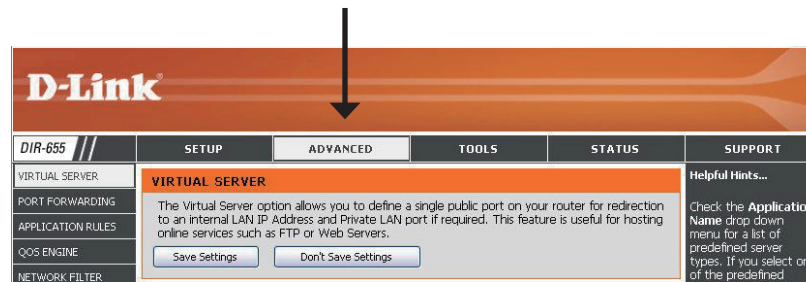 D-Link
DIR-655
SETUP
ADVANCED
TOOLS
STATUS
SUPPORT
VIRTUAL SERVER
PORT FORWARDING
APPLICATION RULES
QOS ENGINE
NETWORK FILTER
VIRTUAL SERVER
The Virtual Server option allows you to define a single public port on your router for redirection
to an internal LAN IP Address and Private LAN port if required. This feature is useful for hosting
online services such as FTP or Web Servers.
Save Settings
Don't Save Settings
Helpful Hints...
Check the Applicatio
Name drop down
menu for a list of
predefined server
types. If you select or
of the predefined